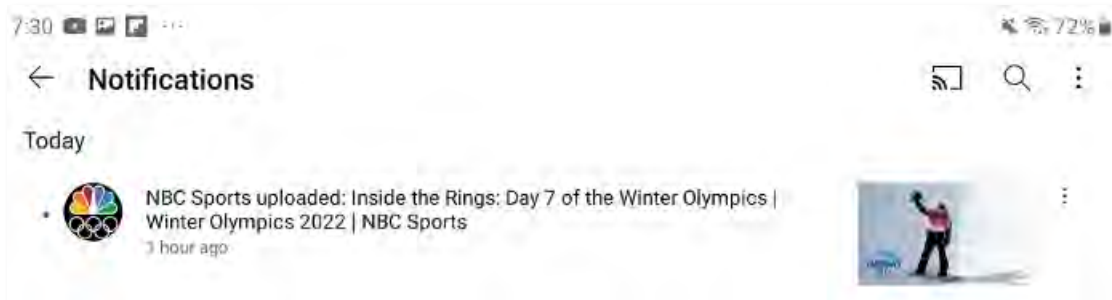 7:30 72%
Notifications
Today
NBC Sports uploaded: Inside the Rings: Day 7 of the Winter Olympics |
Winter Olympics 2022 | NBC Sports
hour ago